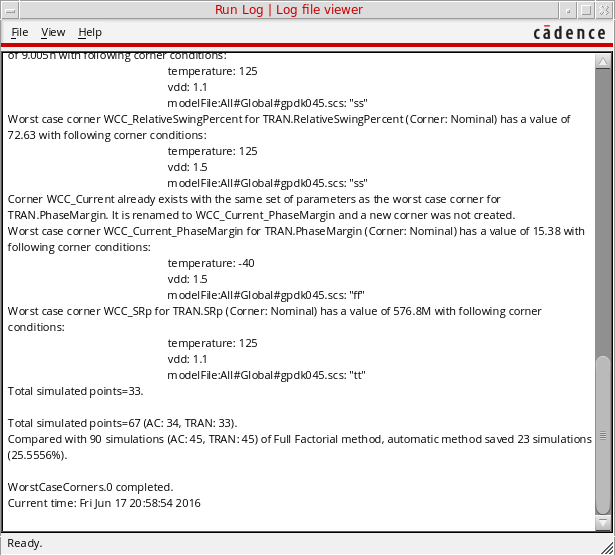 Run Log | Log file viewer
File View Help
cādence
of 9.005n with following corner conditions:
temperature: 125
vdd: 1.1
modelFile:All#Global#gpdk045.scs: "ss"
Worst case corner WCC_RelativeSwingPercent for TRAN.RelativeSwingPercent (Corner: Nominal) has a value of
72.63 with following corner conditions:
temperature: 125
vdd: 1.5
modelFile:All#Global#gpdk045.scs: "ss"
Corner WCC_Current already exists with the same set of parameters as the worst case corner for
TRAN.PhaseMargin. It is renamed to WCC_Current_PhaseMargin and a new corner was not created.
Worst case corner WCC_Current_PhaseMargin for TRAN.PhaseMargin (Corner: Nominal) has a value of 15.38 with
following corner conditions:
temperature: -40
vdd: 1.5
modelFile:All#Global#gpdk045.scs: "ff"
Worst case corner WCC_SRp for TRAN.SRp (Corner: Nominal) has a value of 576.8M with following corner
conditions:
temperature: 125
vdd: 1.1
modelFile:All#Global#gpdk045.scs: "tt"
Total simulated points=33.
Total simulated points=67 (AC: 34, TRAN: 33).
Compared with 90 simulations (AC: 45, TRAN: 45) of Full Factorial method, automatic method saved 23 simulations
(25.5556%).
WorstCaseCorners.0 completed.
Current time: Fri Jun 17 20:58:54 2016
Ready.